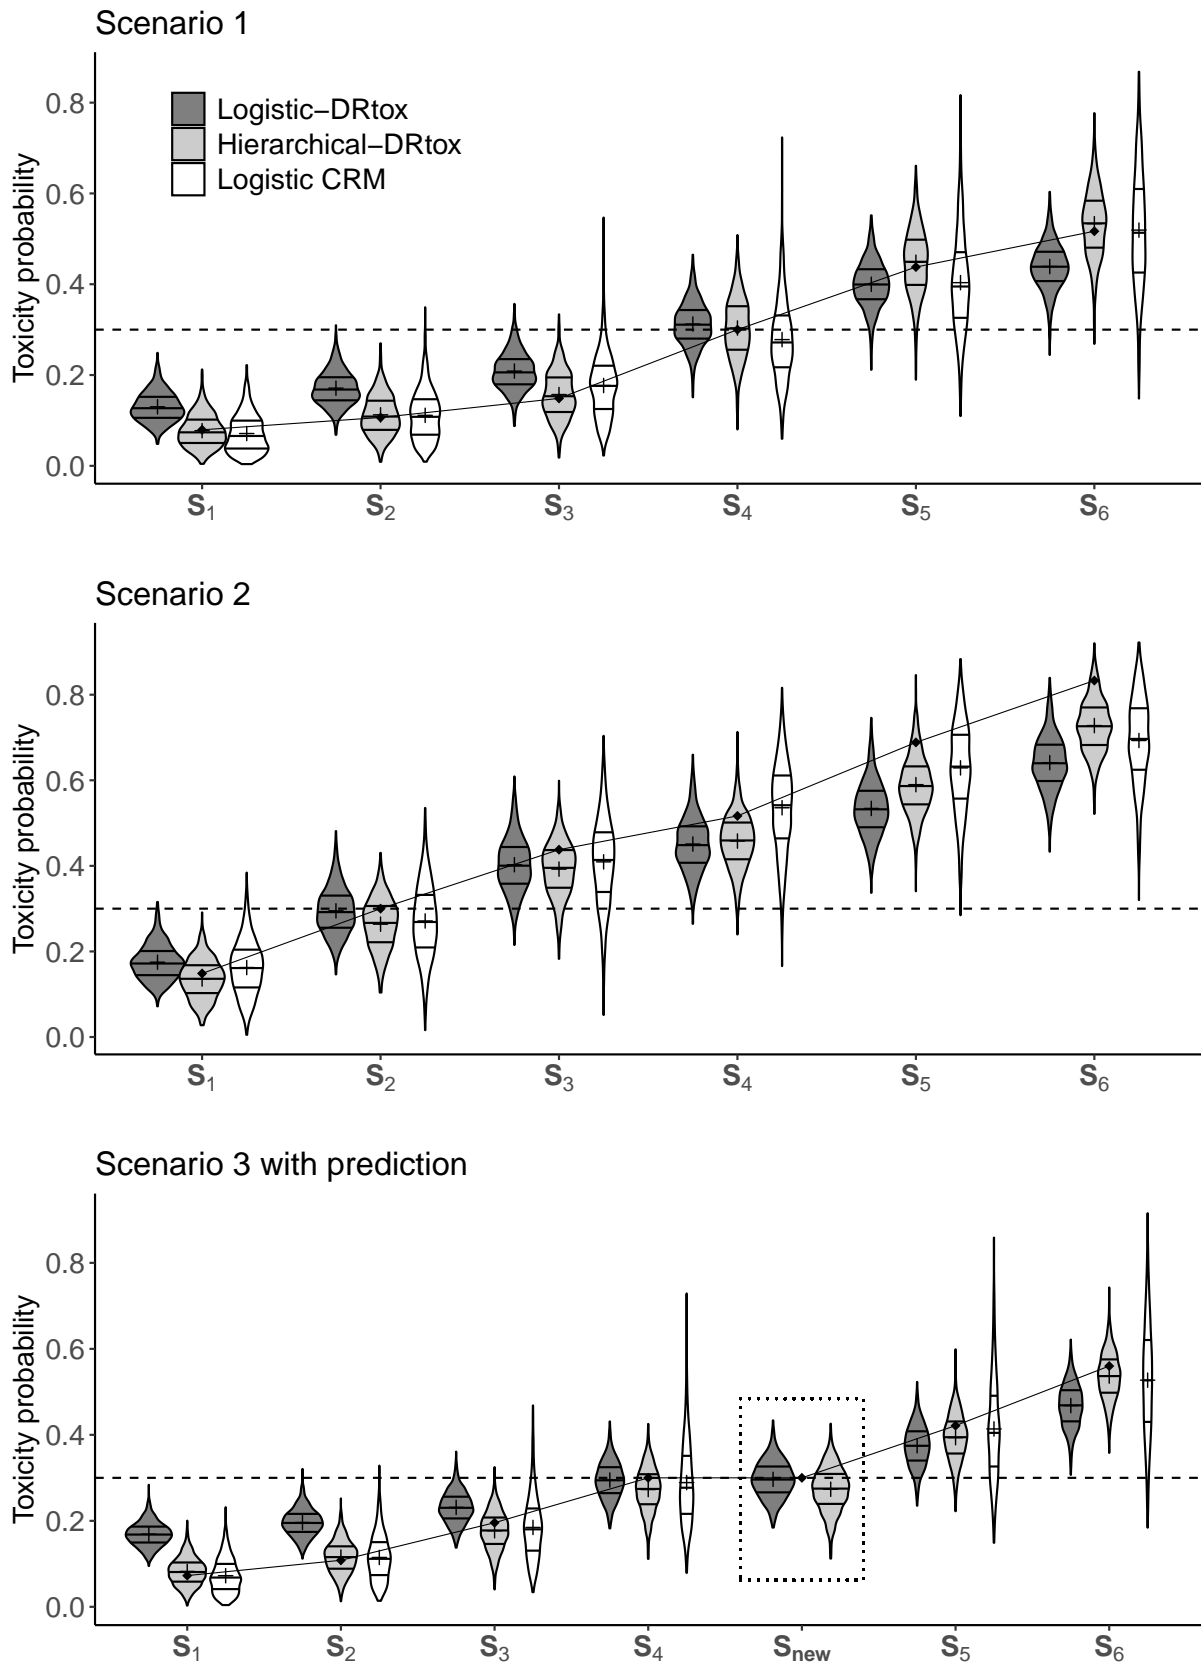 Scenario 1
Logistic−DRtox
Hierarchical−DRtox
Logistic CRM
Toxicity probability
0.8
0.6
0.4
0.2
0.0
S1 S2 S3 S4 S5 S6
Scenario 2
Toxicity probability
0.8
0.6
0.4
0.2
0.0
S1 S2 S3 S4 S5 S6
Scenario 3 with prediction
Toxicity probability
0.8
0.6
0.4
0.2
0.0
S1 S2 S3 S4 Snew S5 S6